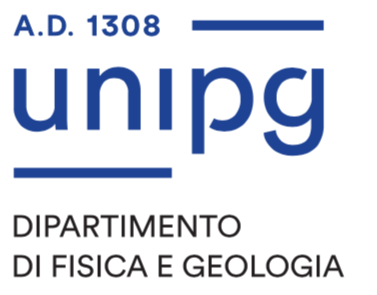 A.D. 1308
unipg
DIPARTIMENTO
DI FISICA E GEOLOGIA